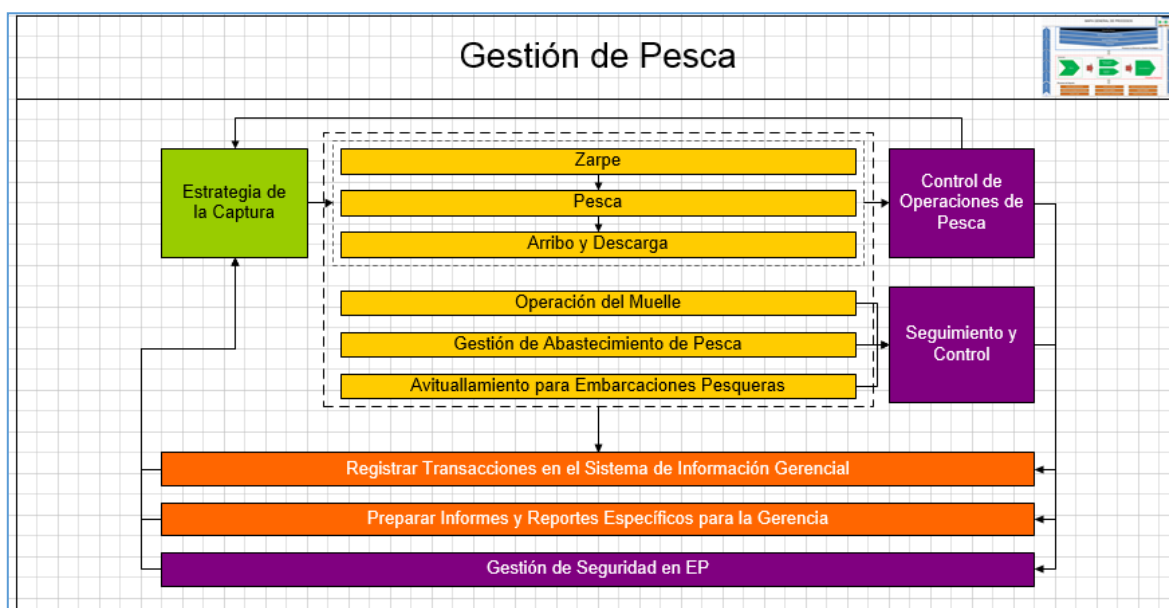 Gestión de Pesca
Estrategia de
la Captura
Zarpe
Pesca
Arribo y Descarga
Control de
Operaciones de
Pesca
Operación del Muelle
Gestión de Abastecimiento de Pesca
Avituallamiento para Embarcaciones Pesqueras
Seguimiento y
Control
Registrar Transacciones en el Sistema de Información Gerencial
Preparar Informes y Reportes Específicos para la Gerencia
Gestión de Seguridad en EP